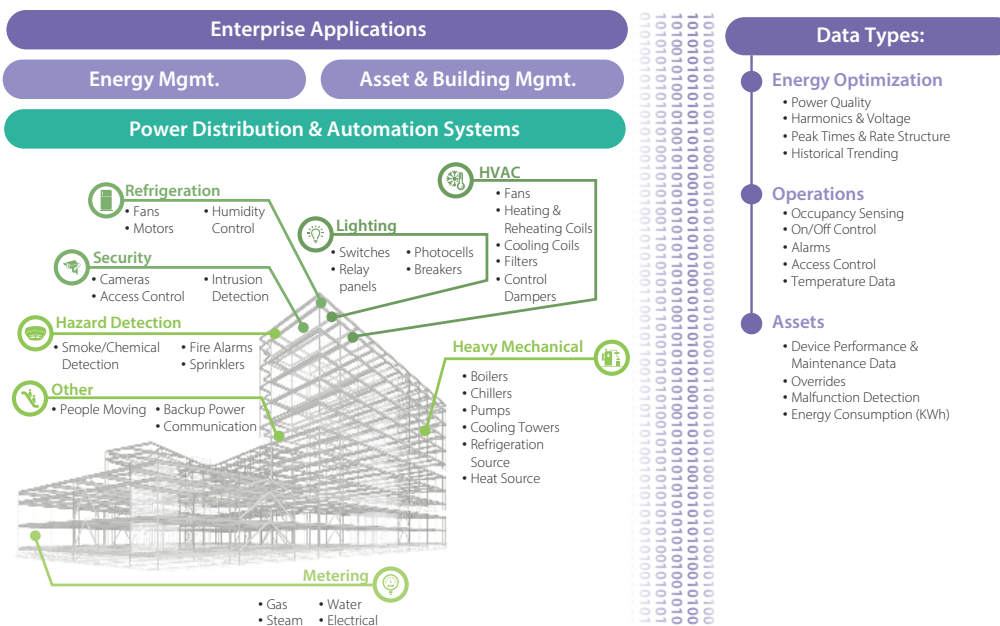 Enterprise Applications
Energy Mgmt.
Asset & Building Mgmt.
Power Distribution & Automation Systems
Refrigeration
• Fans
• Motors
• Humidity
Control
Security
• Cameras
• Access Control
• Intrusion
Detection
Hazard Detection
• Smoke/Chemical
Detection
• Fire Alarms
• Sprinklers
Other
• People Moving
• Backup Power
• Communication
Lighting
• Switches
• Relay
panels
• Photocells
• Breakers
HVAC
• Fans
• Heating &
Reheating Coils
• Cooling Coils
• Filters
• Control
Dampers
Heavy Mechanical
• Boilers
• Chillers
• Pumps
• Cooling Towers
• Refrigeration
Source
• Heat Source
Metering
• Gas
• Steam
• Water
• Electrical
Data Types:
Energy Optimization
• Power Quality
• Harmonics & Voltage
• Peak Times & Rate Structure
• Historical Trending
Operations
• Occupancy Sensing
• On/Off Control
• Alarms
• Access Control
• Temperature Data
Assets
• Device Performance &
Maintenance Data
• Overrides
• Malfunction Detection
• Energy Consumption (KWh)